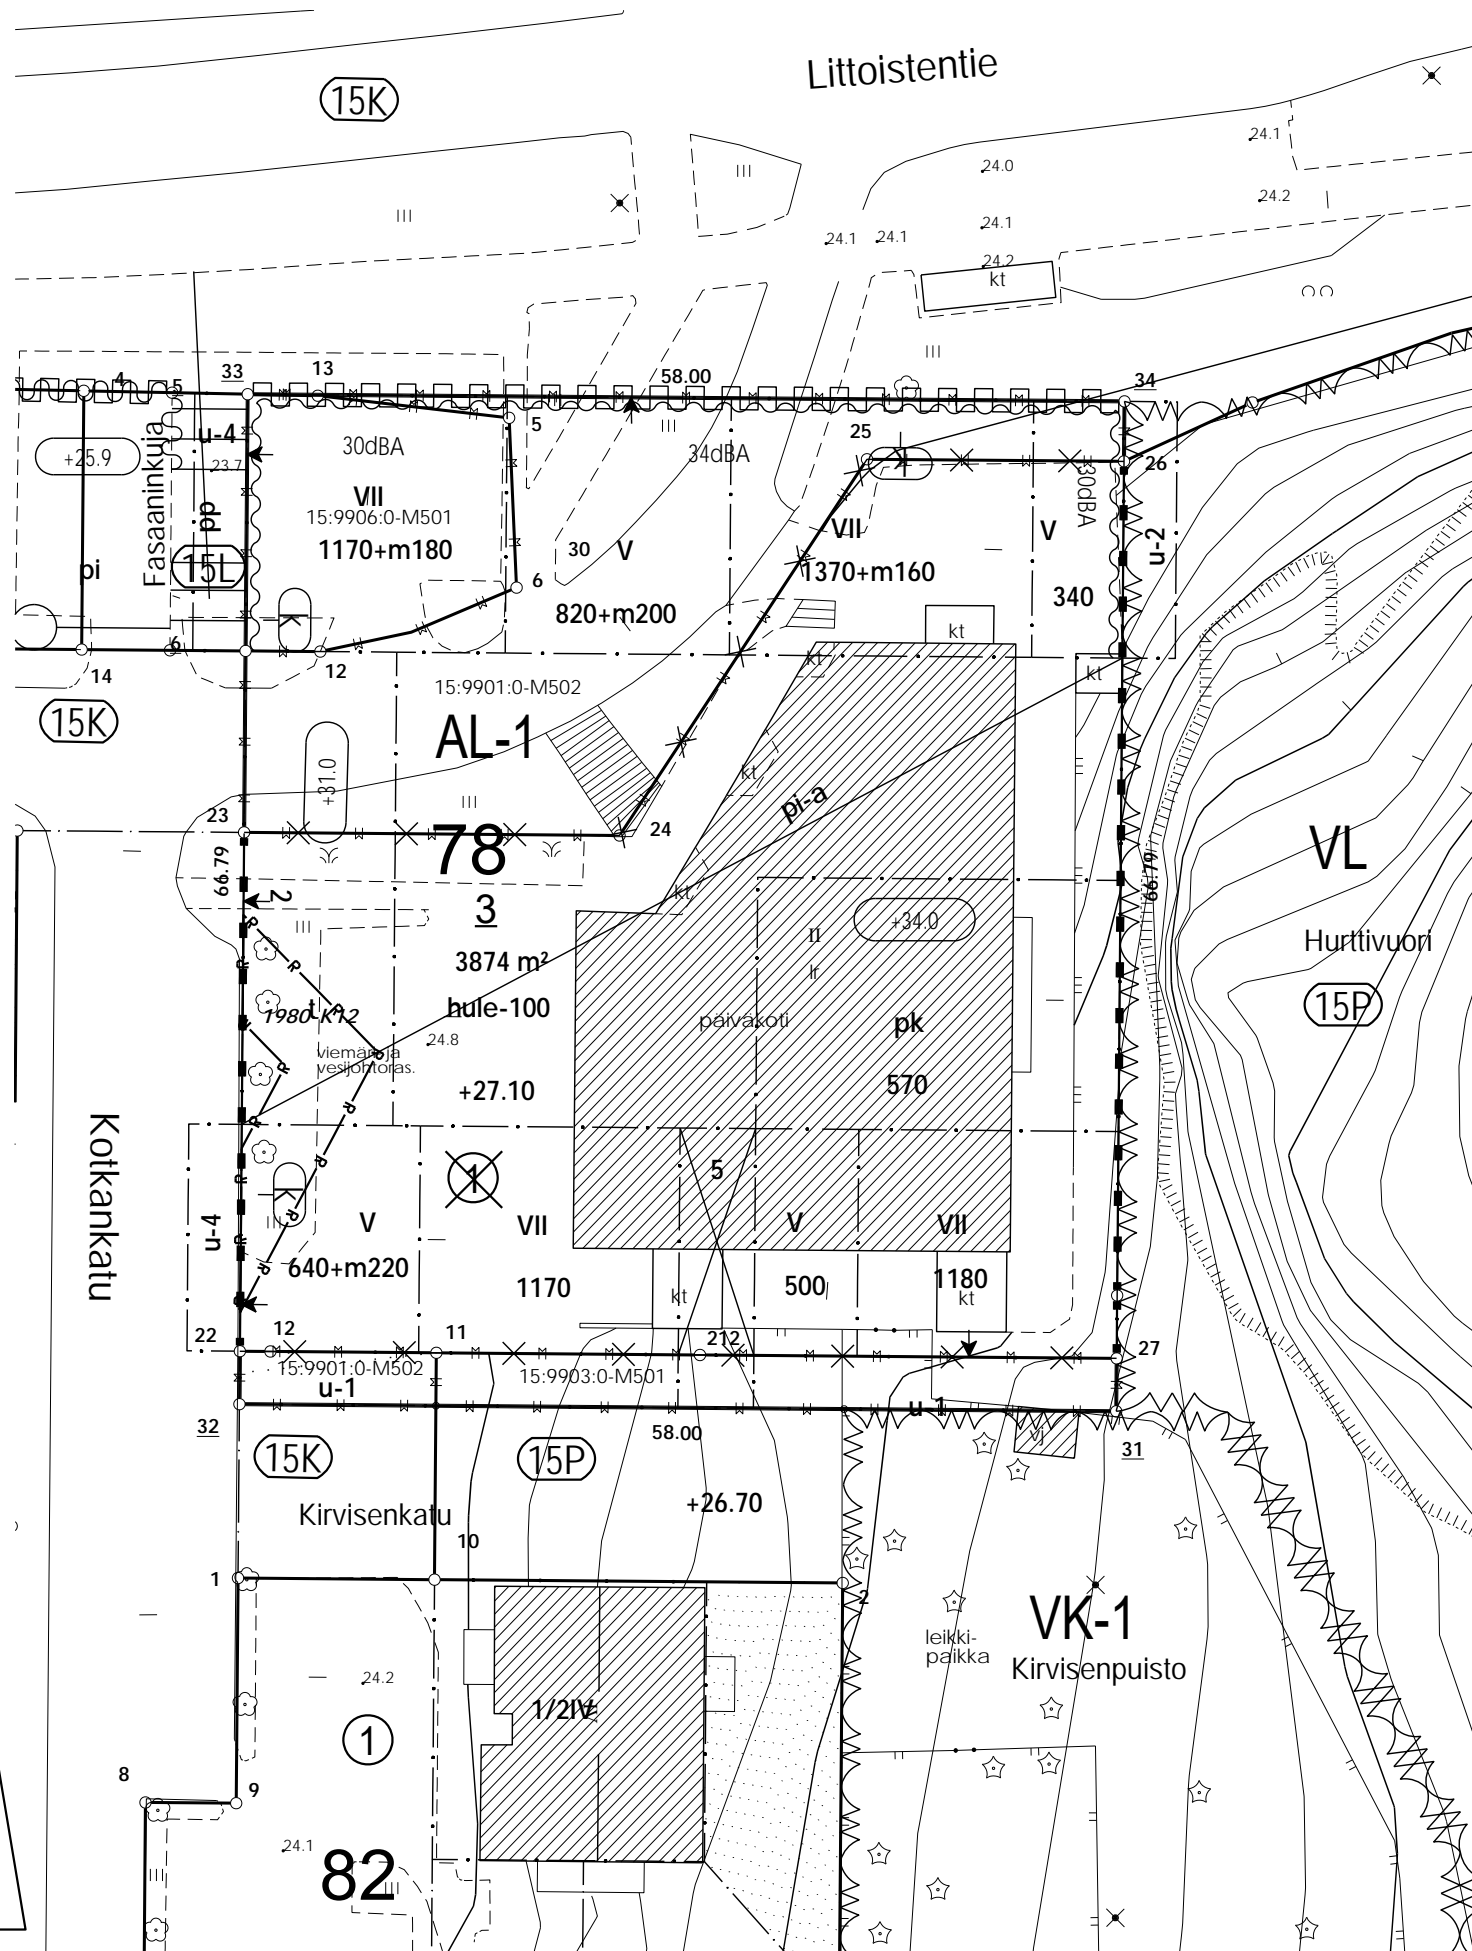 Littoistentie
15K
24.1
24.0
24.2
24.1
24.1
24.1
24.2
kt
4
5
33
13
58.00
34
5
25
26
+25.9
u-4
23.7
Fasaaninkuja
pp
30dBA
34dBA
30dBA
VII
15:9906:0-M501
1170+m180
30
V
VII
V
u-2
15L
pi
K
6
820+m200
1370+m160
340
kt
kt
kt
6
14
12
15K
15:9901:0-M502
AL-1
+31.0
kt
pi-a
23
24
78
VL
66.79
66.79
2
3
kt
II
lr
+34.0
Hurttivuori
3874 m²
hule-100
1980-K12
t
päiväkoti
pk
15P
viemäri ja
vesijohtoras.
24.8
+27.10
570
Kotkankatu
1
5
K
u-4
V
VII
V
VII
640+m220
1170
500
1180
kt
kt
22
12
11
212
27
15:9901:0-M502
15:9903:0-M501
u-1
u-1
32
58.00
31
vj
15K
15P
Kirvisenkatu
+26.70
10
1
2
VK-1
leikki-
paikka
Kirvisenpuisto
24.2
1/2IV
1
8
9
24.1
82